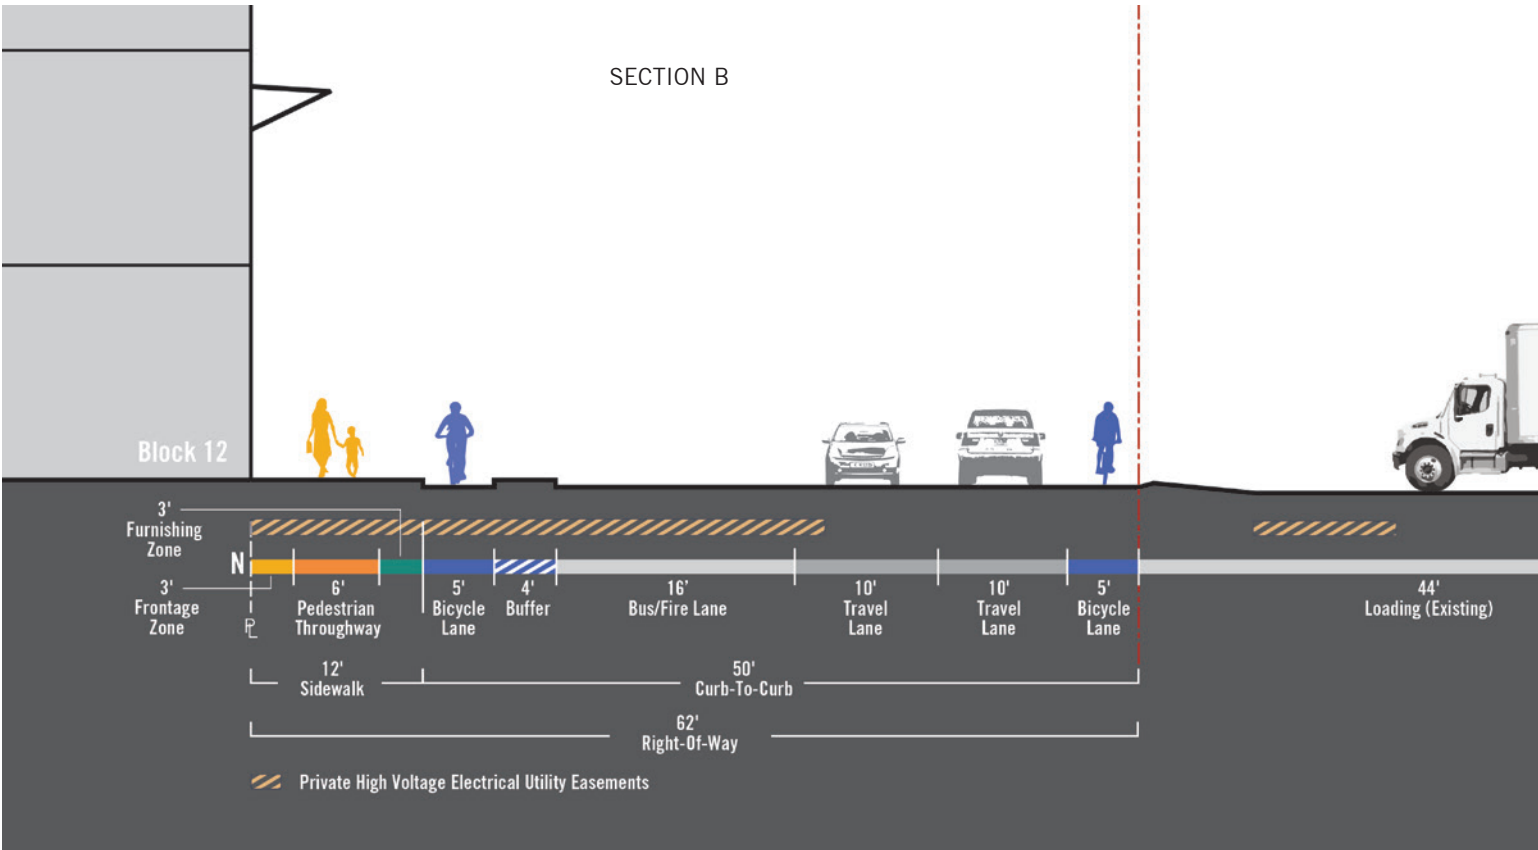 SECTION B
Block 12
3'
Furnishing
Zone
N
3'
Frontage
Zone
PL
6'
Pedestrian
Throughway
5'
Bicycle
Lane
4'
Buffer
16'
Bus/Fire Lane
10'
Travel
Lane
10'
Travel
Lane
5'
Bicycle
Lane
44'
Loading (Existing)
12'
Sidewalk
50'
Curb-To-Curb
62'
Right-Of-Way
Private High Voltage Electrical Utility Easements